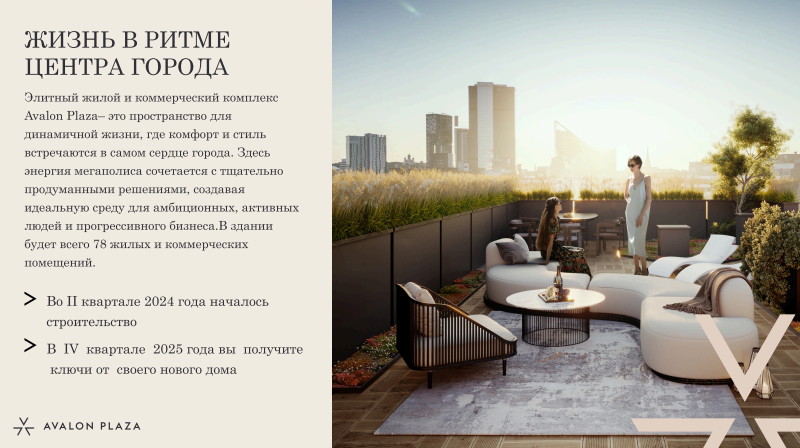 ЖИЗНЬ В РИТМЕ
ЦЕНТРА ГОРОДА
Элитный жилой и коммерческий комплекс
Avalon Plaza– это пространство для
динамичной жизни, где комфорт и стиль
встречаются в самом сердце города. Здесь
энергия мегаполиса сочетается с тщательно
продуманными решениями, создавая
идеальную среду для амбициозных, активных
людей и прогрессивного бизнеса.В здании
будет всего 78 жилых и коммерческих
помещений.
Во II квартале 2024 года началось
строительство
В IV квартале 2025 года вы получите
ключи от своего нового дома
AVALON PLAZA